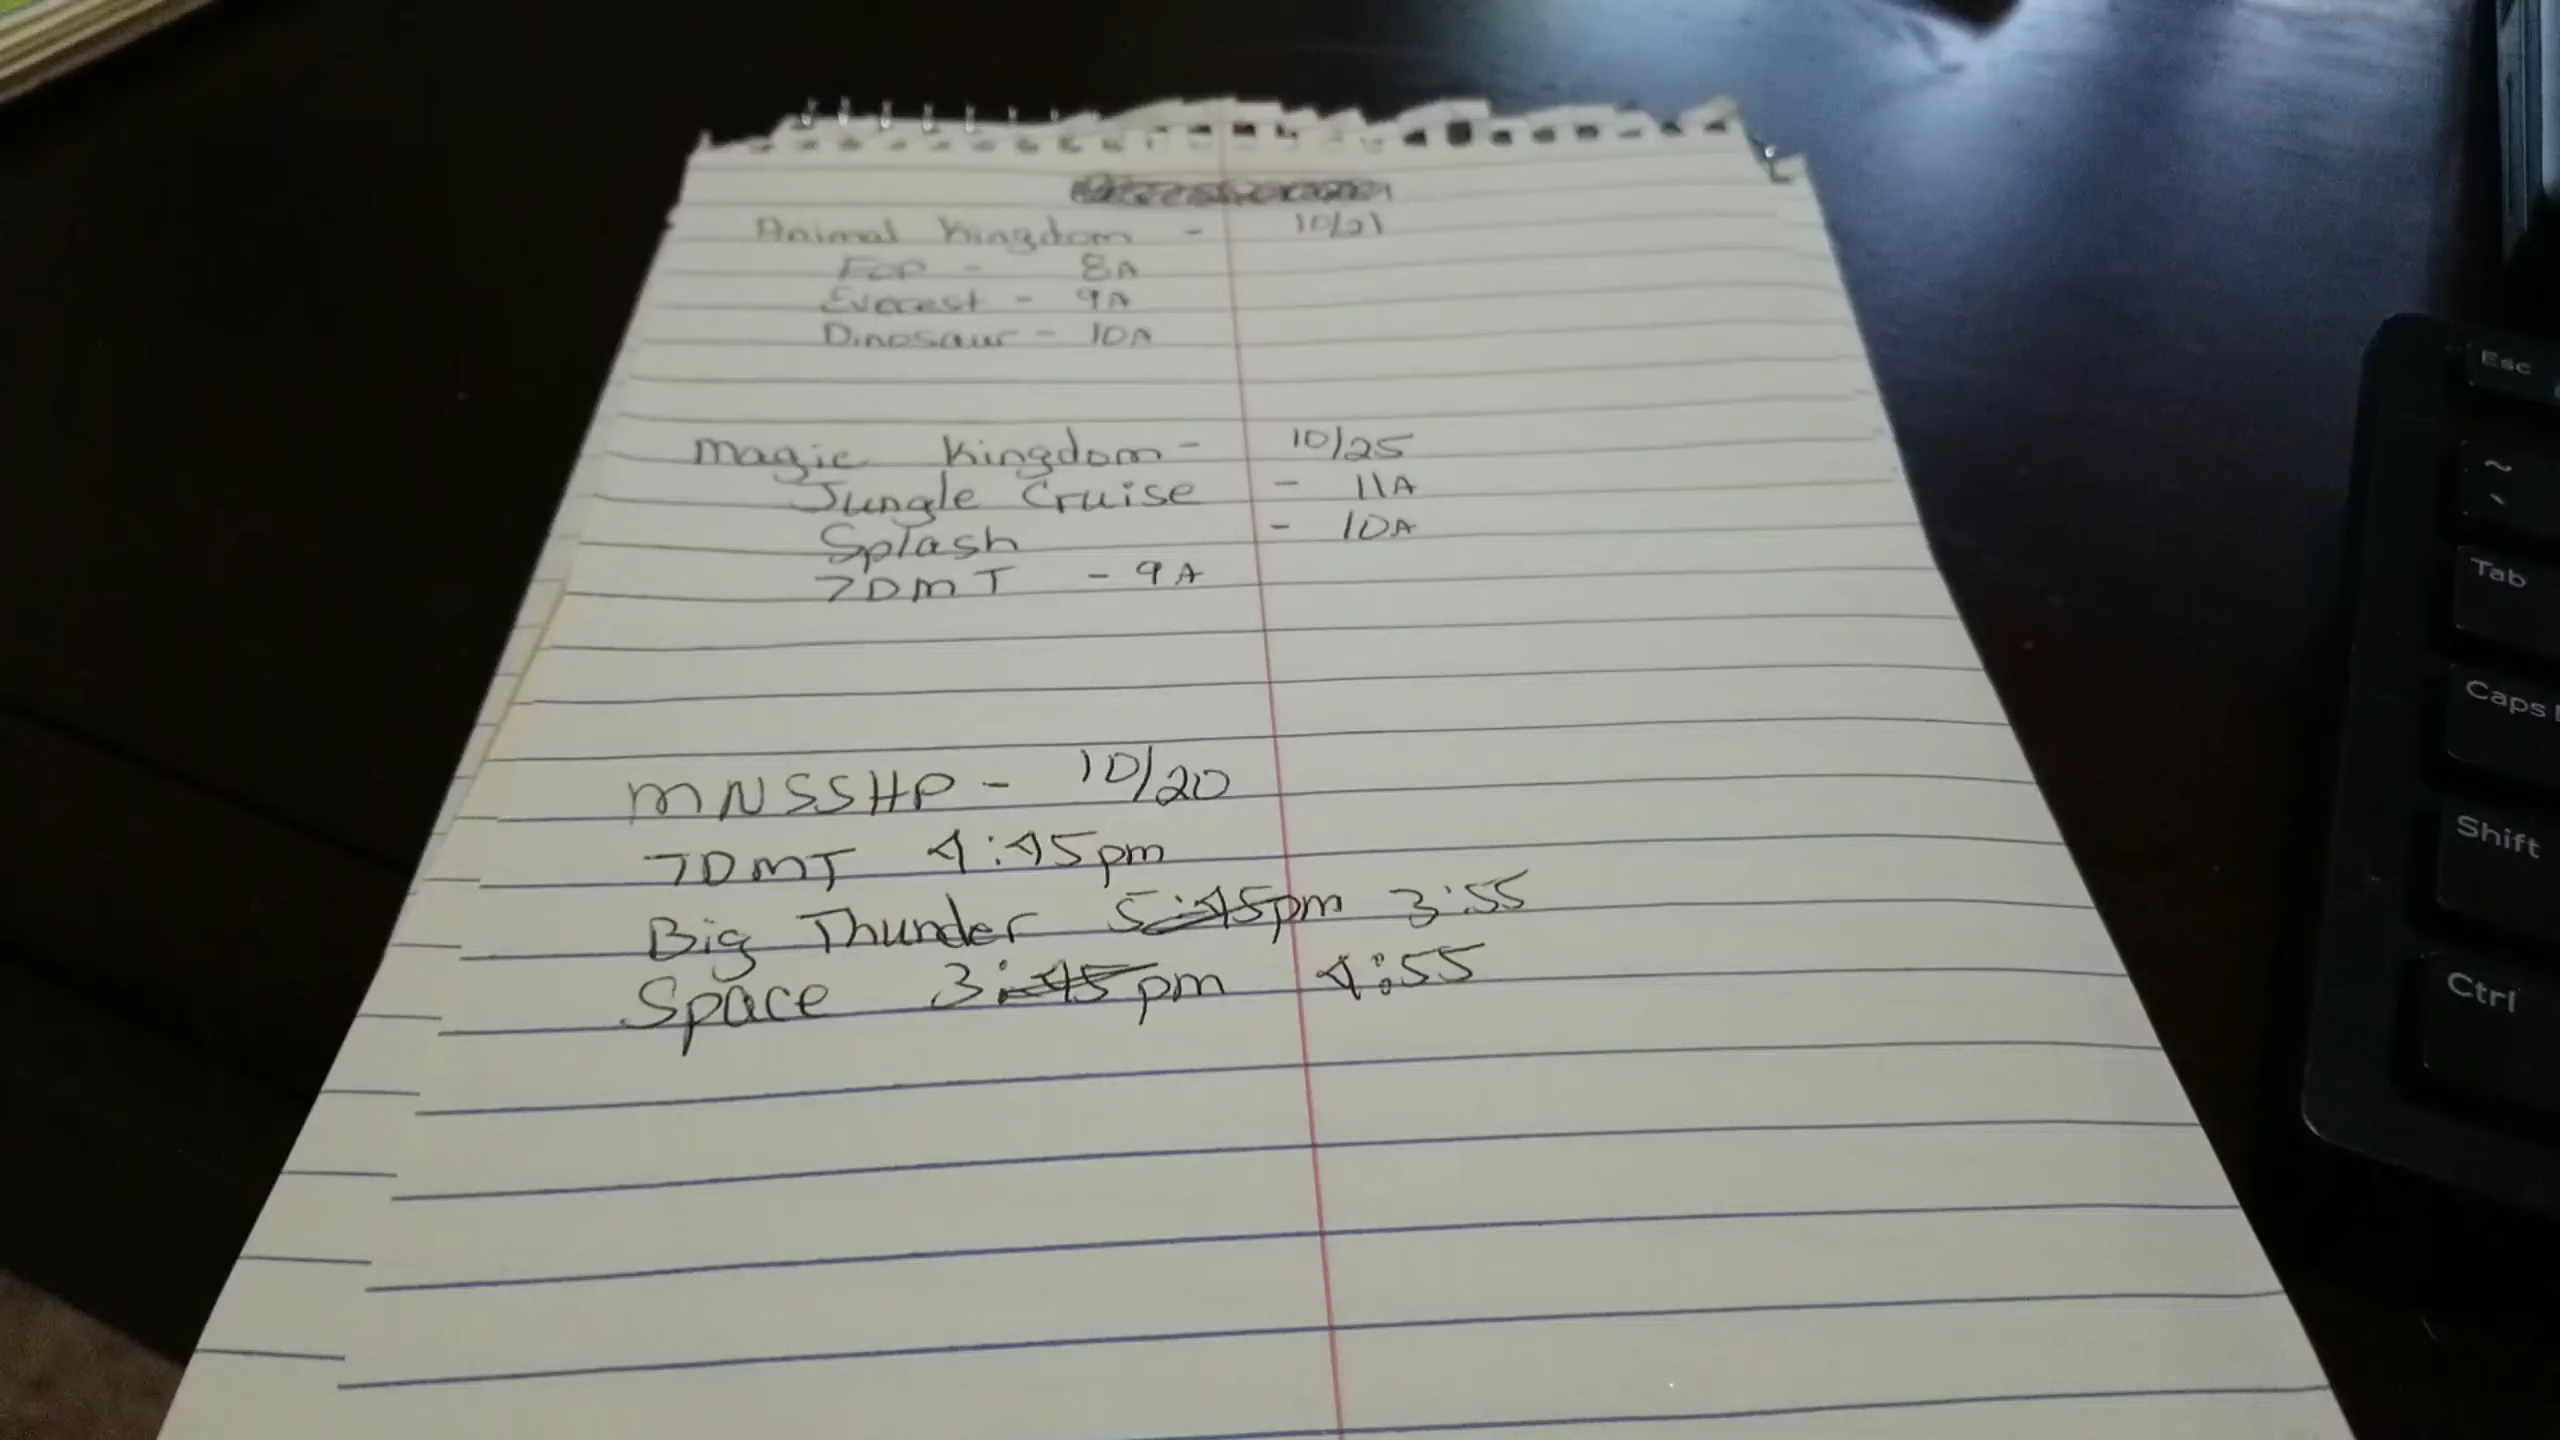 Animal Kingdom - 10/21
FOP - 8A
Everest - 9A
Dinosaur - 10A
Magic Kingdom - 10/25
Jungle Cruise - 11A
Splash - 10A
7DMT - 9A
MNSSHP - 10/20
7DMT 4:45pm
Big Thunder 5:45pm 3:55
Space 3:45pm 4:55
Esc
~
`
Tab
Caps
Shift
Ctrl